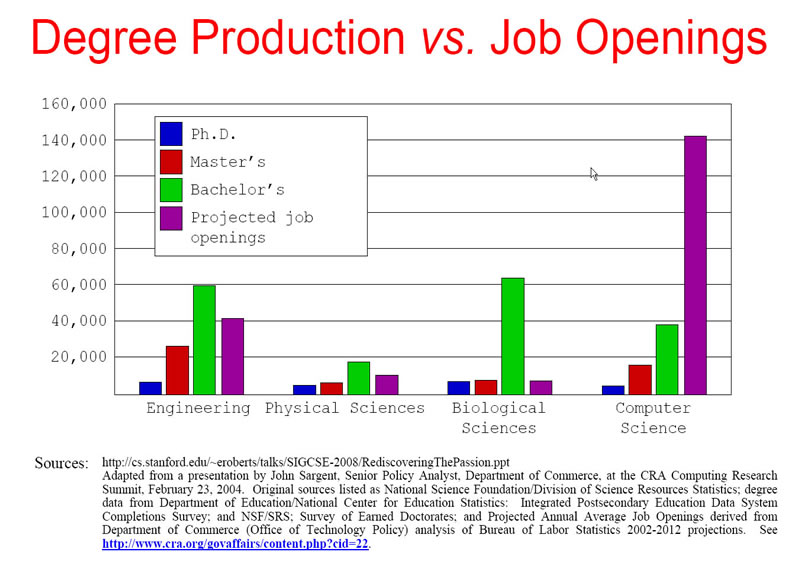 Degree Production vs. Job Openings
160,000
140,000
120,000
100,000
80,000
60,000
40,000
20,000
Ph.D.
Master's
Bachelor's
Projected job
openings
Engineering Physical Sciences Biological Computer
Sciences Science
Sources: http://cs.stanford.edu/~eroberts/talks/SIGCSE-2008/RediscoveringThePassion.ppt
Adapted from a presentation by John Sargent, Senior Policy Analyst, Department of Commerce, at the CRA Computing Research
Summit, February 23, 2004. Original sources listed as National Science Foundation/Division of Science Resources Statistics; degree
data from Department of Education/National Center for Education Statistics: Integrated Postsecondary Education Data System
Completions Survey; and NSF/SRS; Survey of Earned Doctorates; and Projected Annual Average Job Openings derived from
Department of Commerce (Office of Technology Policy) analysis of Bureau of Labor Statistics 2002-2012 projections. See
http://www.cra.org/govaffairs/content.php?cid=22.